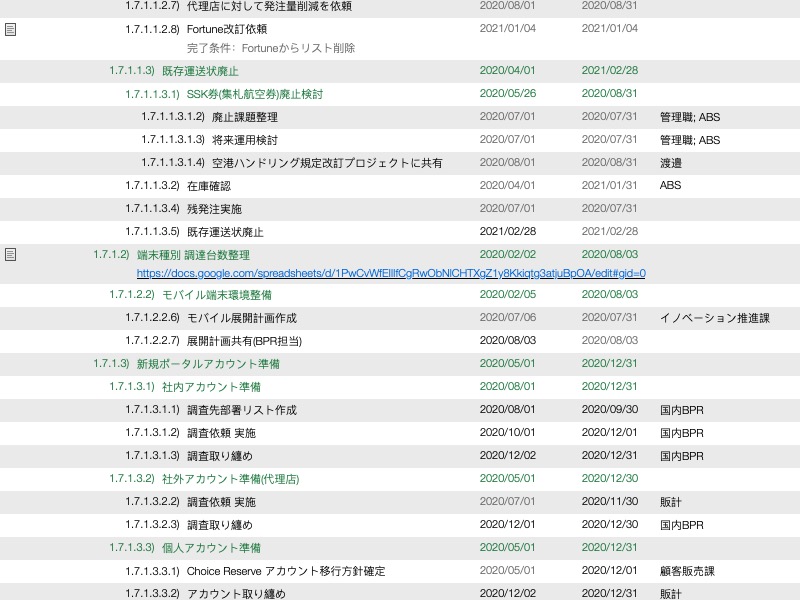 1.7.1.1.2.7) 代理店に対して発注量削減を依頼 2020/08/01 2020/08/31
1.7.1.1.2.8) Fortune改訂依頼 2021/01/04 2021/01/04
完了条件: Fortuneからリスト削除
1.7.1.1.3) 既存運送状廃止 2020/04/01 2021/02/28
1.7.1.1.3.1) SSK券(集札航空券)廃止検討 2020/05/26 2020/08/31
1.7.1.1.3.1.2) 廃止課題整理 2020/07/01 2020/07/31 管理職; ABS
1.7.1.1.3.1.3) 将来運用検討 2020/07/01 2020/07/31 管理職; ABS
1.7.1.1.3.1.4) 空港ハンドリング規定改訂プロジェクトに共有 2020/08/01 2020/08/31 渡邉
1.7.1.1.3.2) 在庫確認 2020/04/01 2021/01/31 ABS
1.7.1.1.3.4) 残発注実施 2020/07/01 2020/07/31
1.7.1.1.3.5) 既存運送状廃止 2021/02/28 2021/02/28
1.7.1.2) 端末種別 調達台数整理 2020/02/02 2020/08/03
1.7.1.2.2) モバイル端末環境整備 2020/02/05 2020/08/03
1.7.1.2.2.6) モバイル展開計画作成 2020/07/06 2020/07/31 イノベーション推進課
1.7.1.2.2.7) 展開計画共有(BPR担当) 2020/08/03 2020/08/03
1.7.1.3) 新規ポータルアカウント準備 2020/05/01 2020/12/31
1.7.1.3.1) 社内アカウント準備 2020/08/01 2020/12/31
1.7.1.3.1.1) 調査先部署リスト作成 2020/08/01 2020/09/30 国内BPR
1.7.1.3.1.2) 調査依頼 実施 2020/10/01 2020/12/01 国内BPR
1.7.1.3.1.3) 調査取り纏め 2020/12/02 2020/12/31 国内BPR
1.7.1.3.2) 社外アカウント準備(代理店) 2020/05/01 2020/12/30
1.7.1.3.2.2) 調査依頼 実施 2020/07/01 2020/11/30 販計
1.7.1.3.2.3) 調査取り纏め 2020/12/01 2020/12/30 国内BPR
1.7.1.3.3) 個人アカウント準備 2020/05/01 2020/12/31
1.7.1.3.3.1) Choice Reserve アカウント移行方針確定 2020/05/01 2020/12/01 顧客販売課
1.7.1.3.3.2) アカウント取り纏め 2020/12/02 2020/12/31 販計